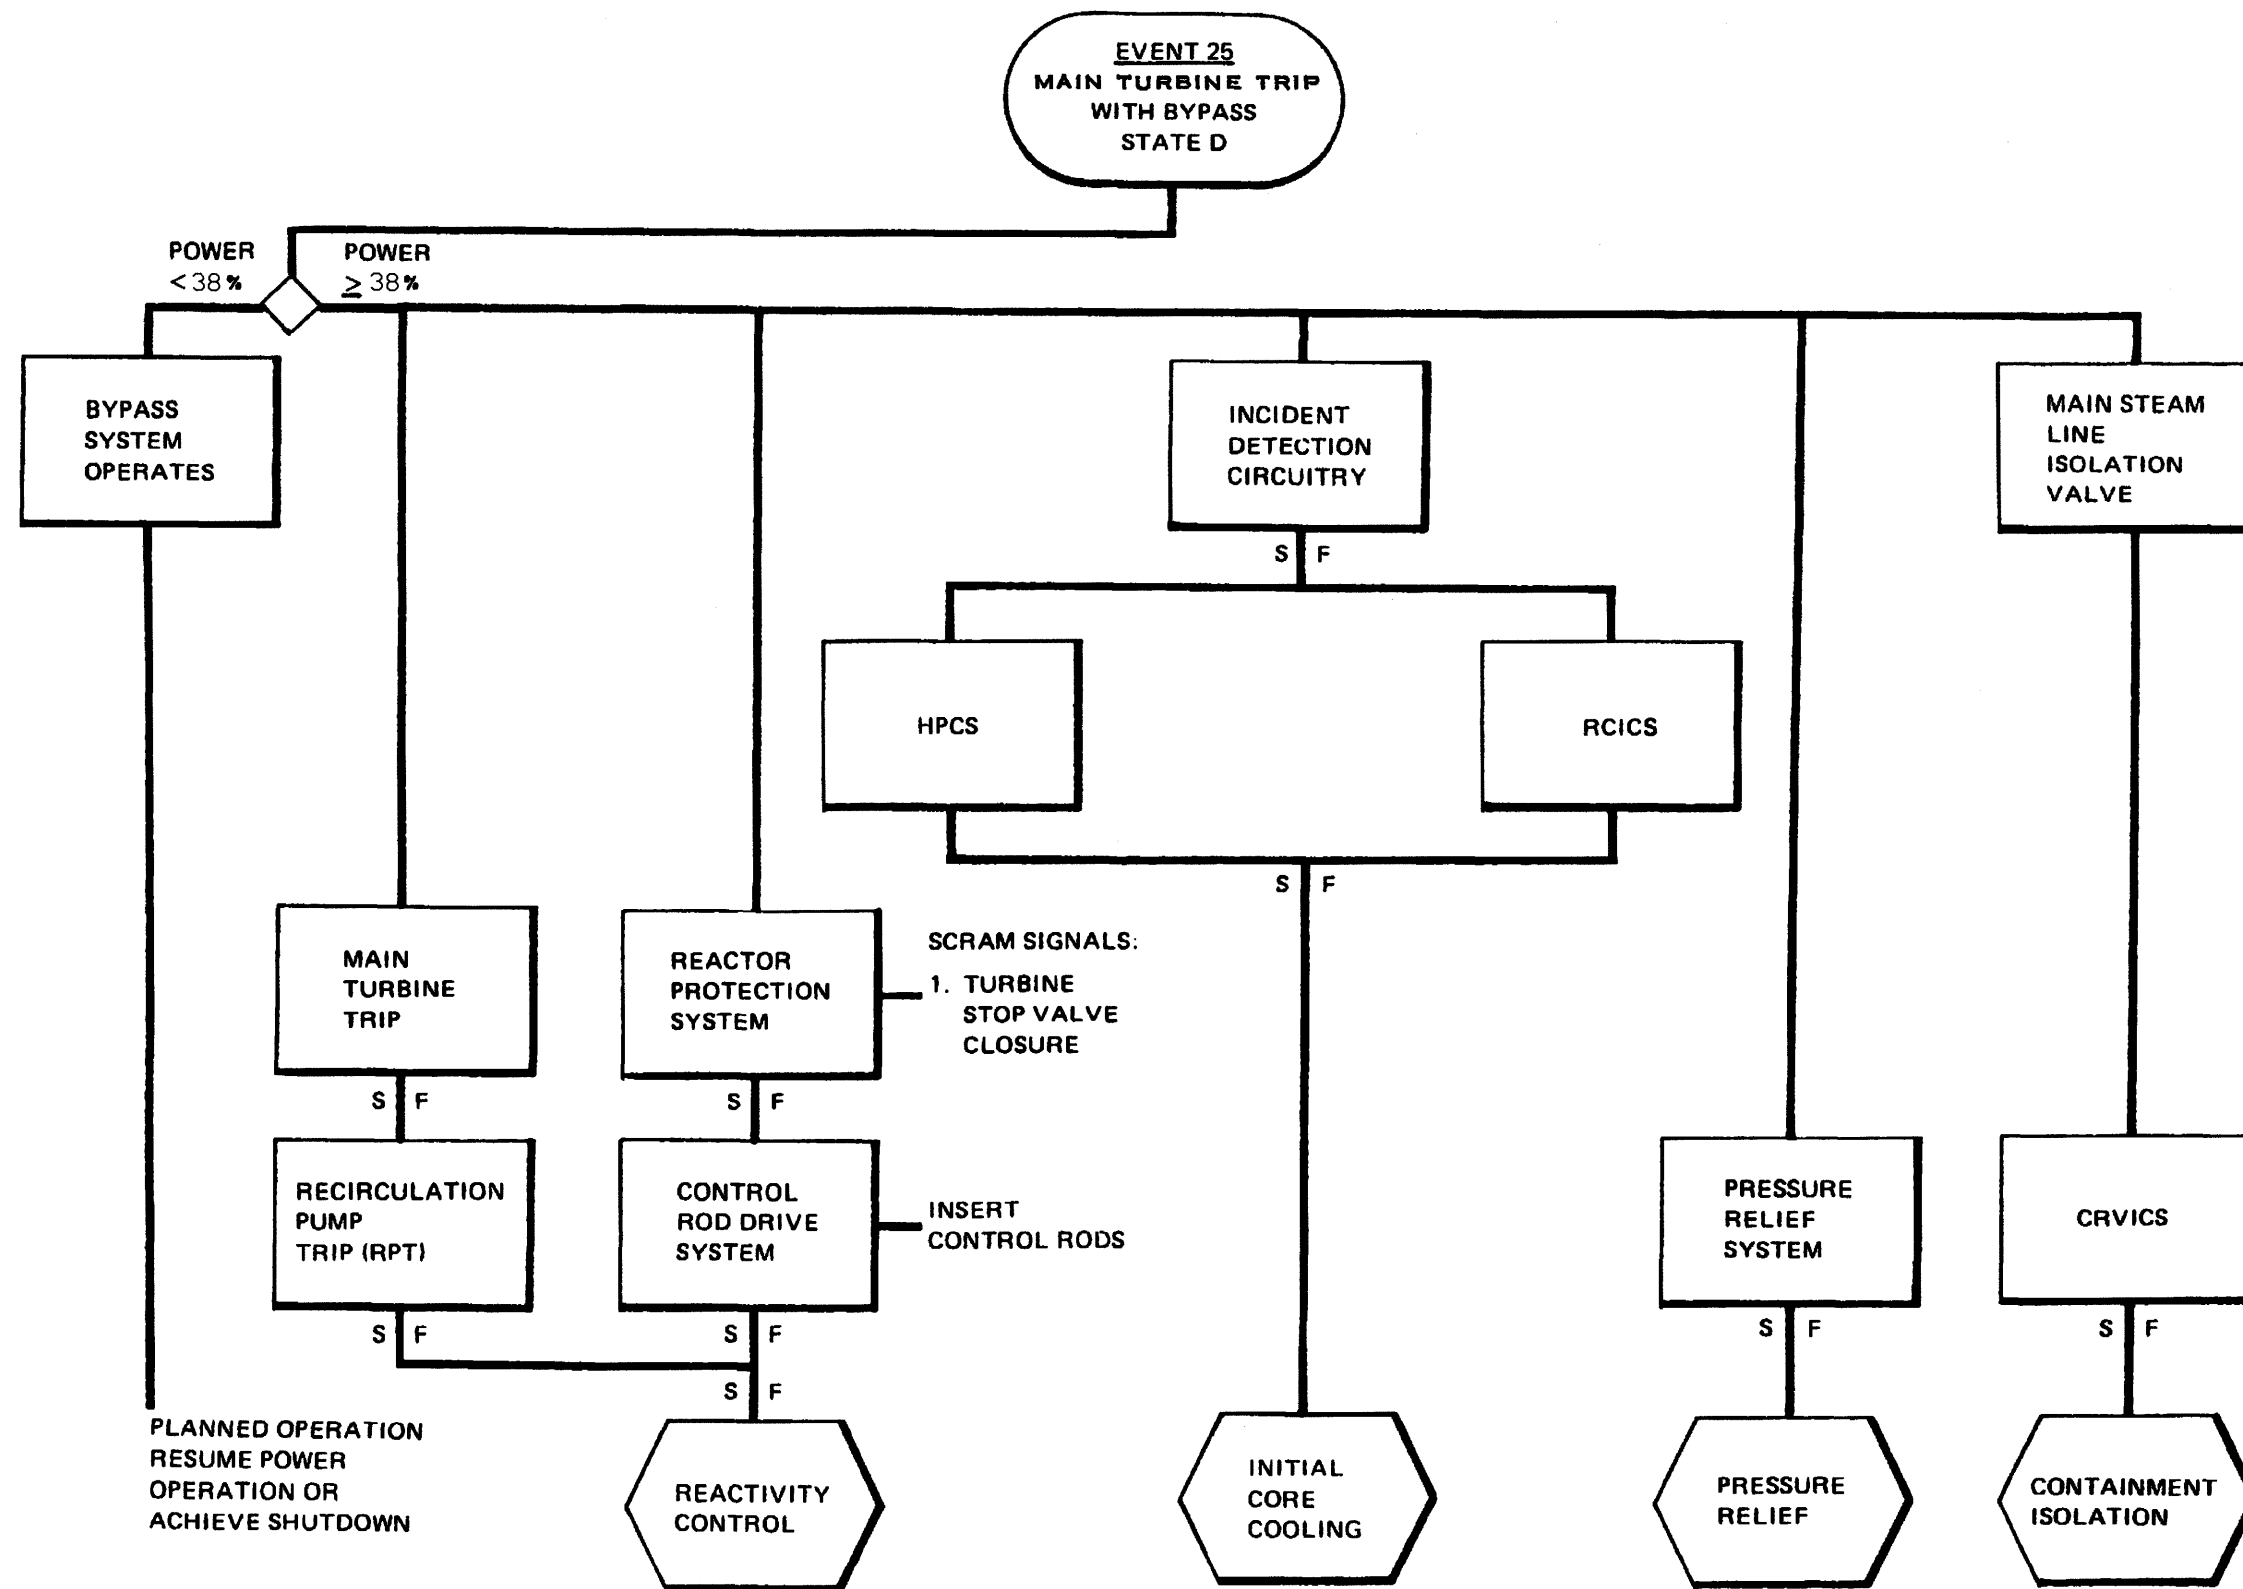 EVENT 25
MAIN TURBINE TRIP
WITH BYPASS
STATE D
POWER
<38%
POWER
≥ 38%
BYPASS
SYSTEM
OPERATES
INCIDENT
DETECTION
CIRCUITRY
MAIN STEAM
LINE
ISOLATION
VALVE
S F
HPCS
RCICS
S F
MAIN
TURBINE
TRIP
REACTOR
PROTECTION
SYSTEM
SCRAM SIGNALS:
1. TURBINE
STOP VALVE
CLOSURE
S F
S F
RECIRCULATION
PUMP
TRIP (RPT)
CONTROL
ROD DRIVE
SYSTEM
INSERT
CONTROL RODS
PRESSURE
RELIEF
SYSTEM
CRVICS
S F
S F
S F
S F
S F
PLANNED OPERATION
RESUME POWER
OPERATION OR
ACHIEVE SHUTDOWN
REACTIVITY
CONTROL
INITIAL
CORE
COOLING
PRESSURE
RELIEF
CONTAINMENT
ISOLATION